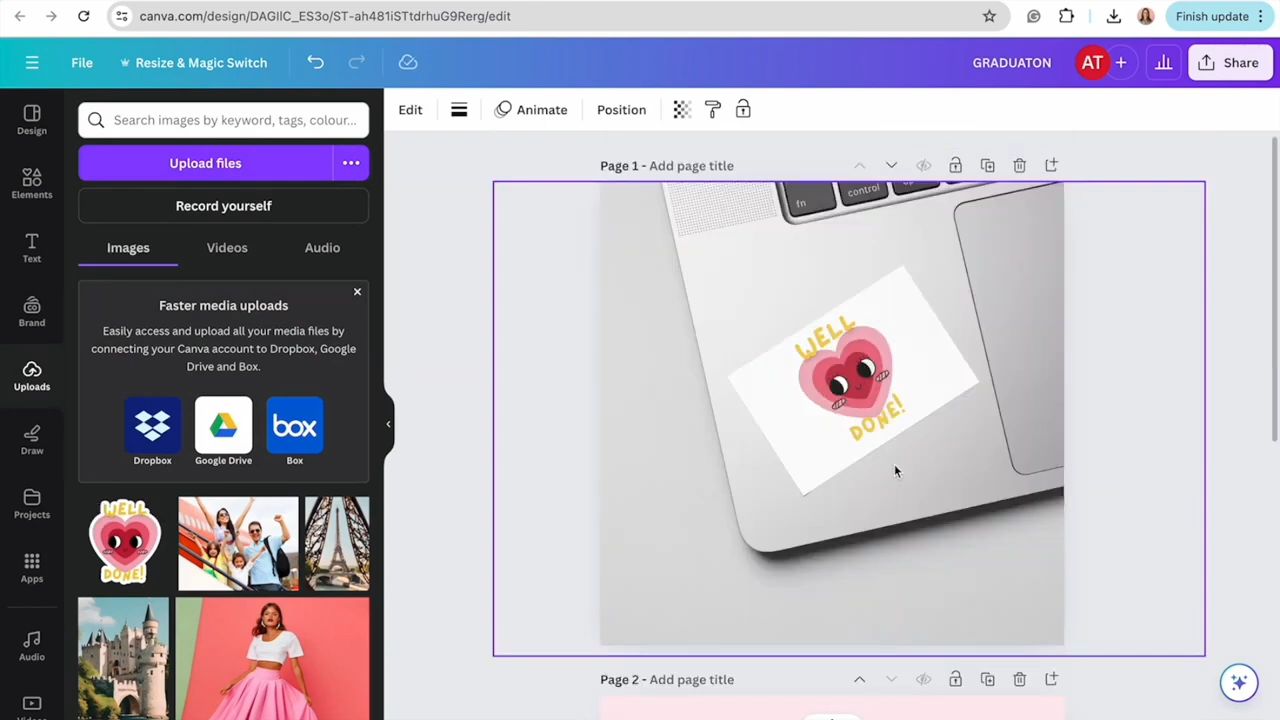 canva.com/design/DAGIlC_ES3o/ST-ah481iSTtdrhuG9Rerg/edit
Finish update
File
Resize & Magic Switch
GRADUATON
AT
Share
Design
Elements
Text
Brand
Uploads
Draw
Projects
Apps
Audio
Search images by keyword, tags, colour...
Upload files
Record yourself
Images
Videos
Audio
Faster media uploads
Easily access and upload all your media files by
connecting your Canva account to Dropbox, Google
Drive and Box.
box
Dropbox
Google Drive
Box
WELL
DONE!
Edit
Animate
Position
Page 1 - Add page title
fn
control
WELL
DONE!
Page 2 - Add page title